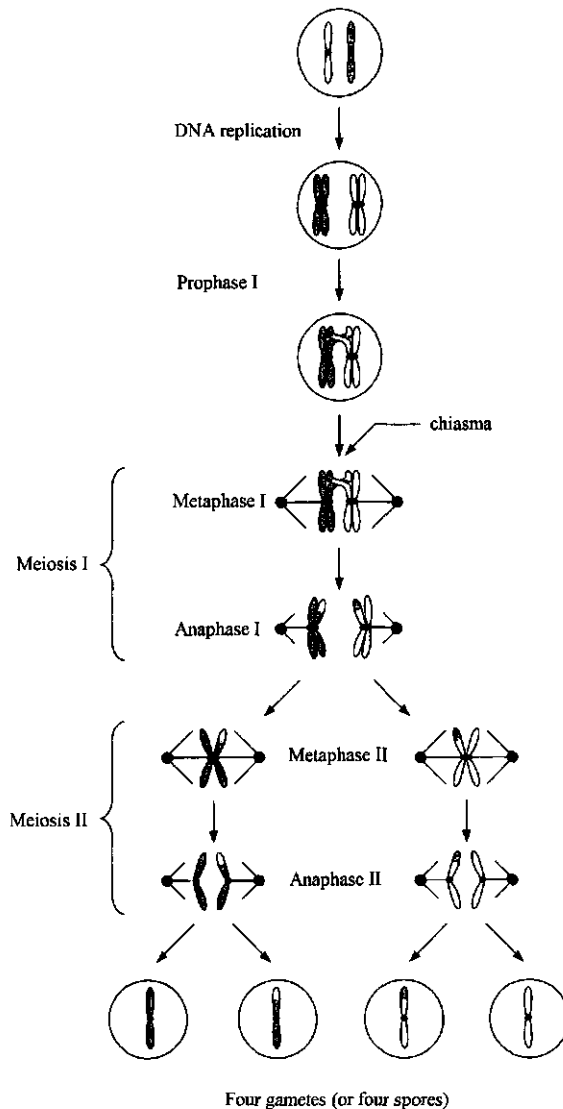 DNA replication
Prophase I
chiasma
Metaphase I
Meiosis I
Anaphase I
Metaphase II
Meiosis II
Anaphase II
Four gametes (or four spores)